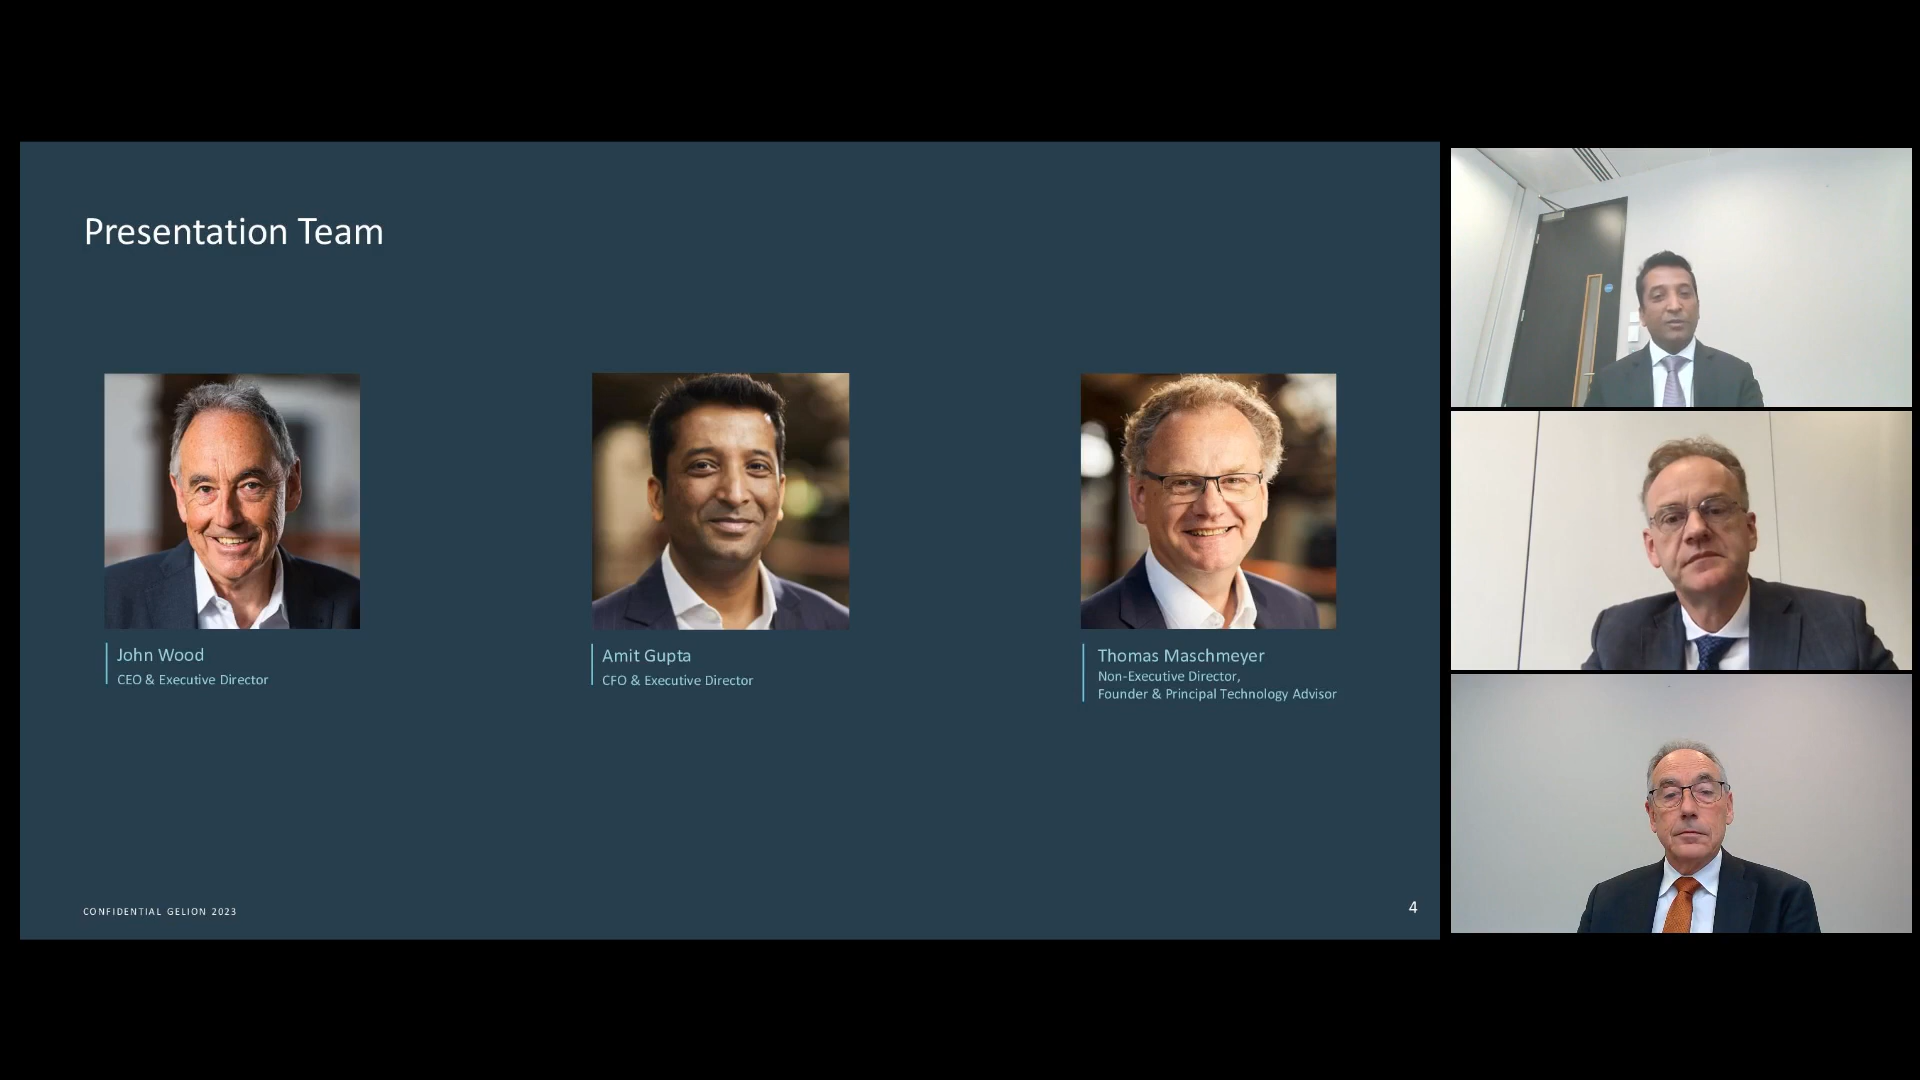 Presentation Team
John Wood
CEO & Executive Director
Amit Gupta
CFO & Executive Director
Thomas Maschmeyer
Non-Executive Director,
Founder & Principal Technology Advisor
CONFIDENTIAL GELION 2023
4